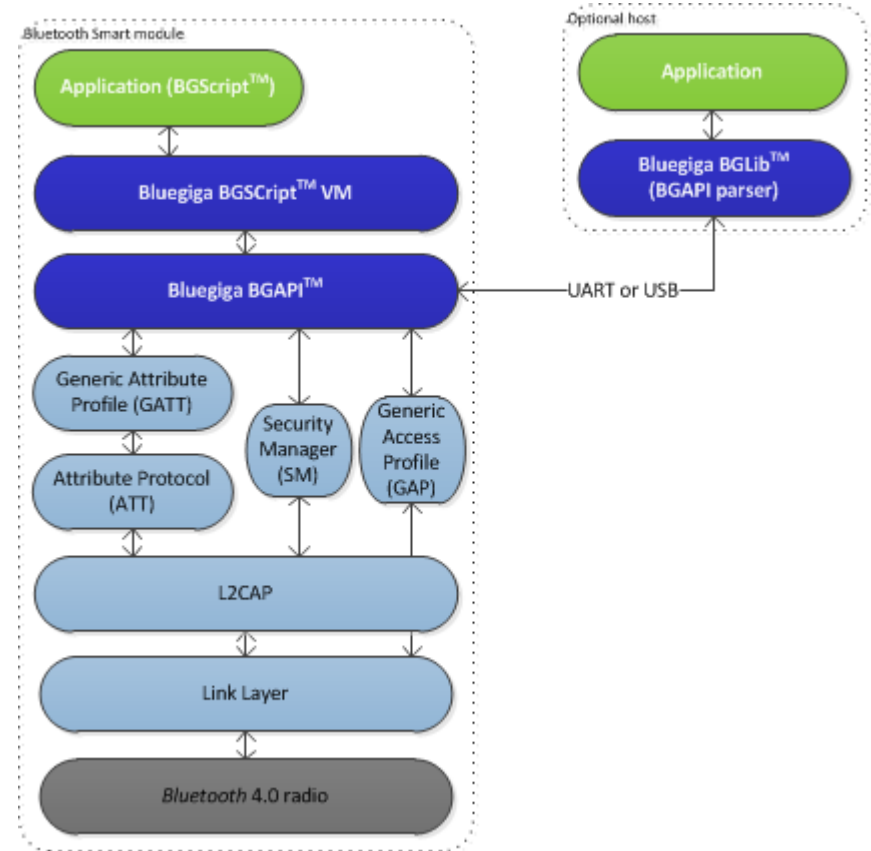 Bluetooth Smart module
Application (BGScript™)
Bluegiga BGSCript™ VM
Bluegiga BGAPI™
Generic Attribute
Profile (GATT)
Attribute Protocol
(ATT)
Security
Manager
(SM)
Generic
Access
Profile
(GAP)
L2CAP
Link Layer
Bluetooth 4.0 radio
Optional host
Application
Bluegiga BGLib™
(BGAPI parser)
UART or USB